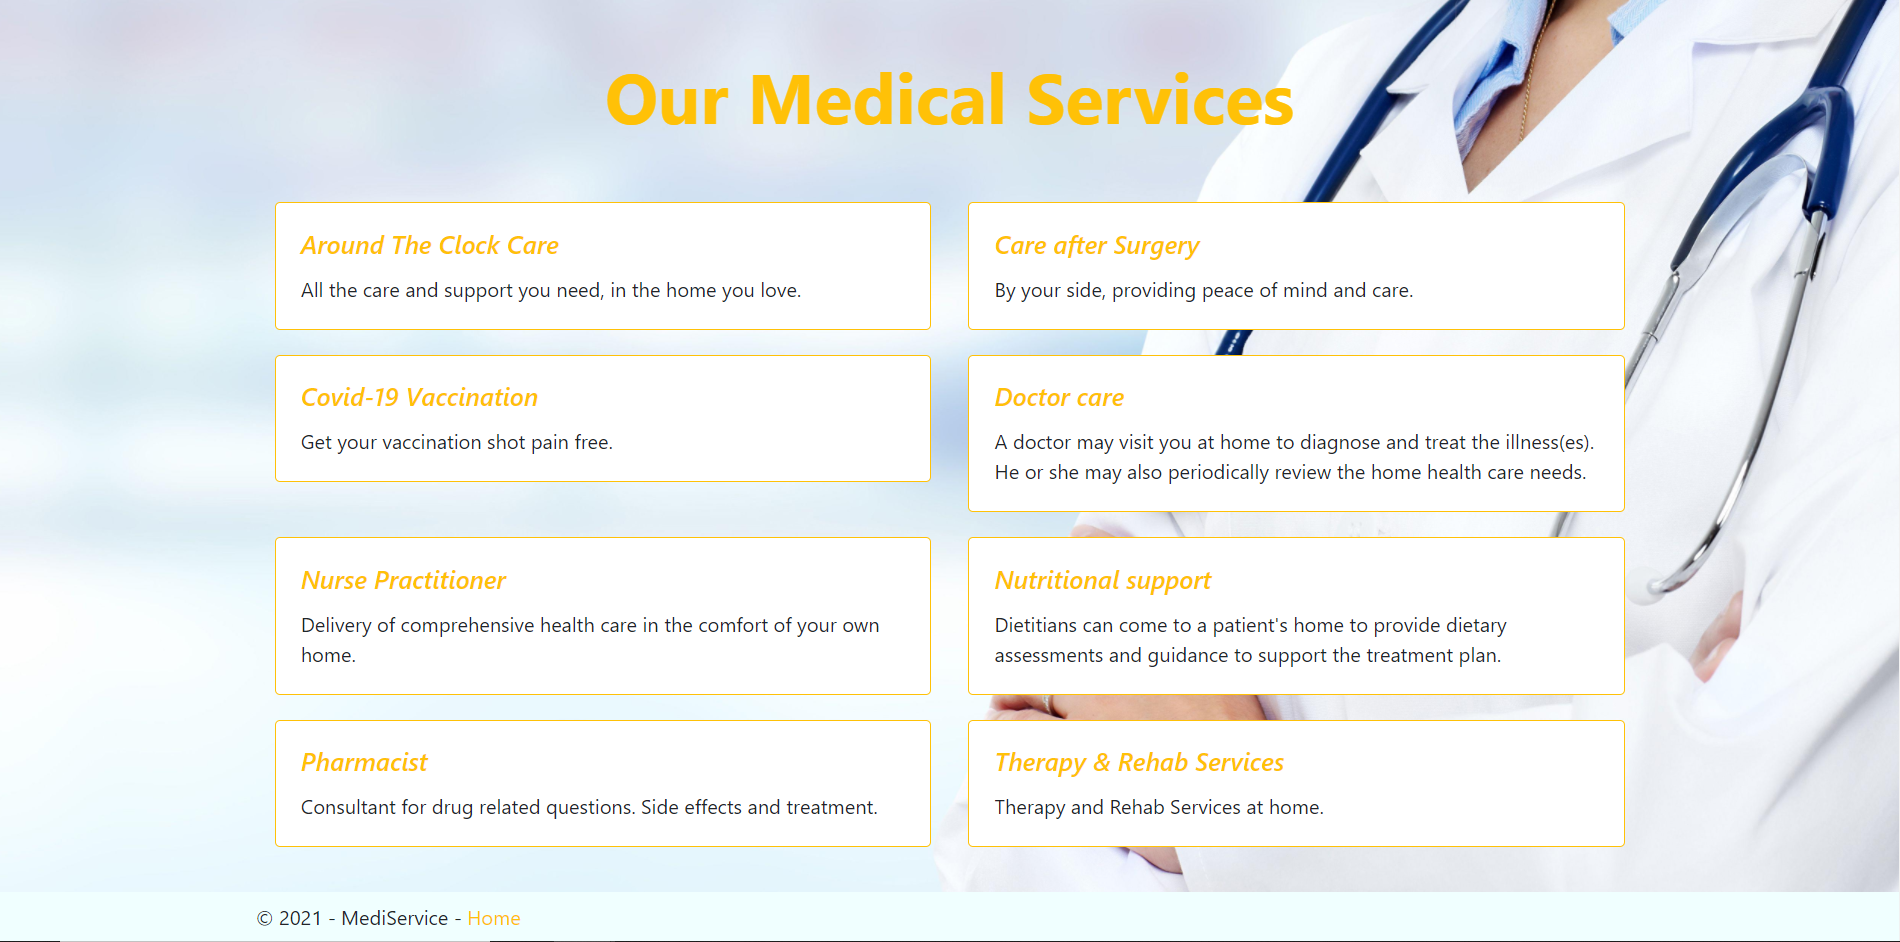 Our Medical Services
Around The Clock Care
All the care and support you need, in the home you love.
Care after Surgery
By your side, providing peace of mind and care.
Covid-19 Vaccination
Get your vaccination shot pain free.
Doctor care
A doctor may visit you at home to diagnose and treat the illness(es).
He or she may also periodically review the home health care needs.
Nurse Practitioner
Delivery of comprehensive health care in the comfort of your own
home.
Nutritional support
Dietitians can come to a patient's home to provide dietary
assessments and guidance to support the treatment plan.
Pharmacist
Consultant for drug related questions. Side effects and treatment.
Therapy & Rehab Services
Therapy and Rehab Services at home.
© 2021 - MediService - Home